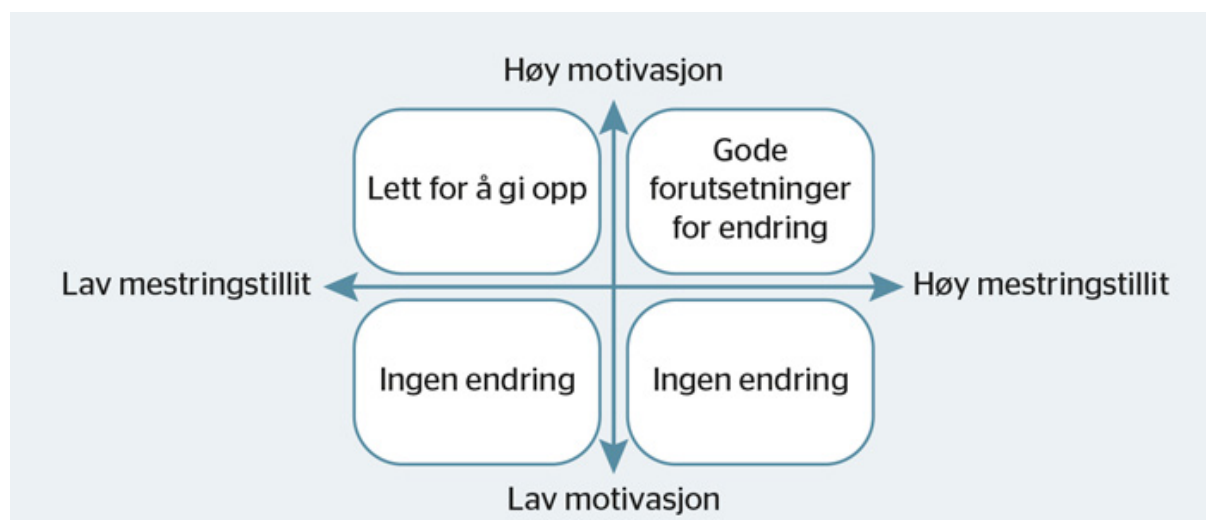 Høy motivasjon
Lett for å gi opp
Gode
forutsetninger
for endring
Lav mestringstillit
Høy mestringstillit
Ingen endring
Ingen endring
Lav motivasjon